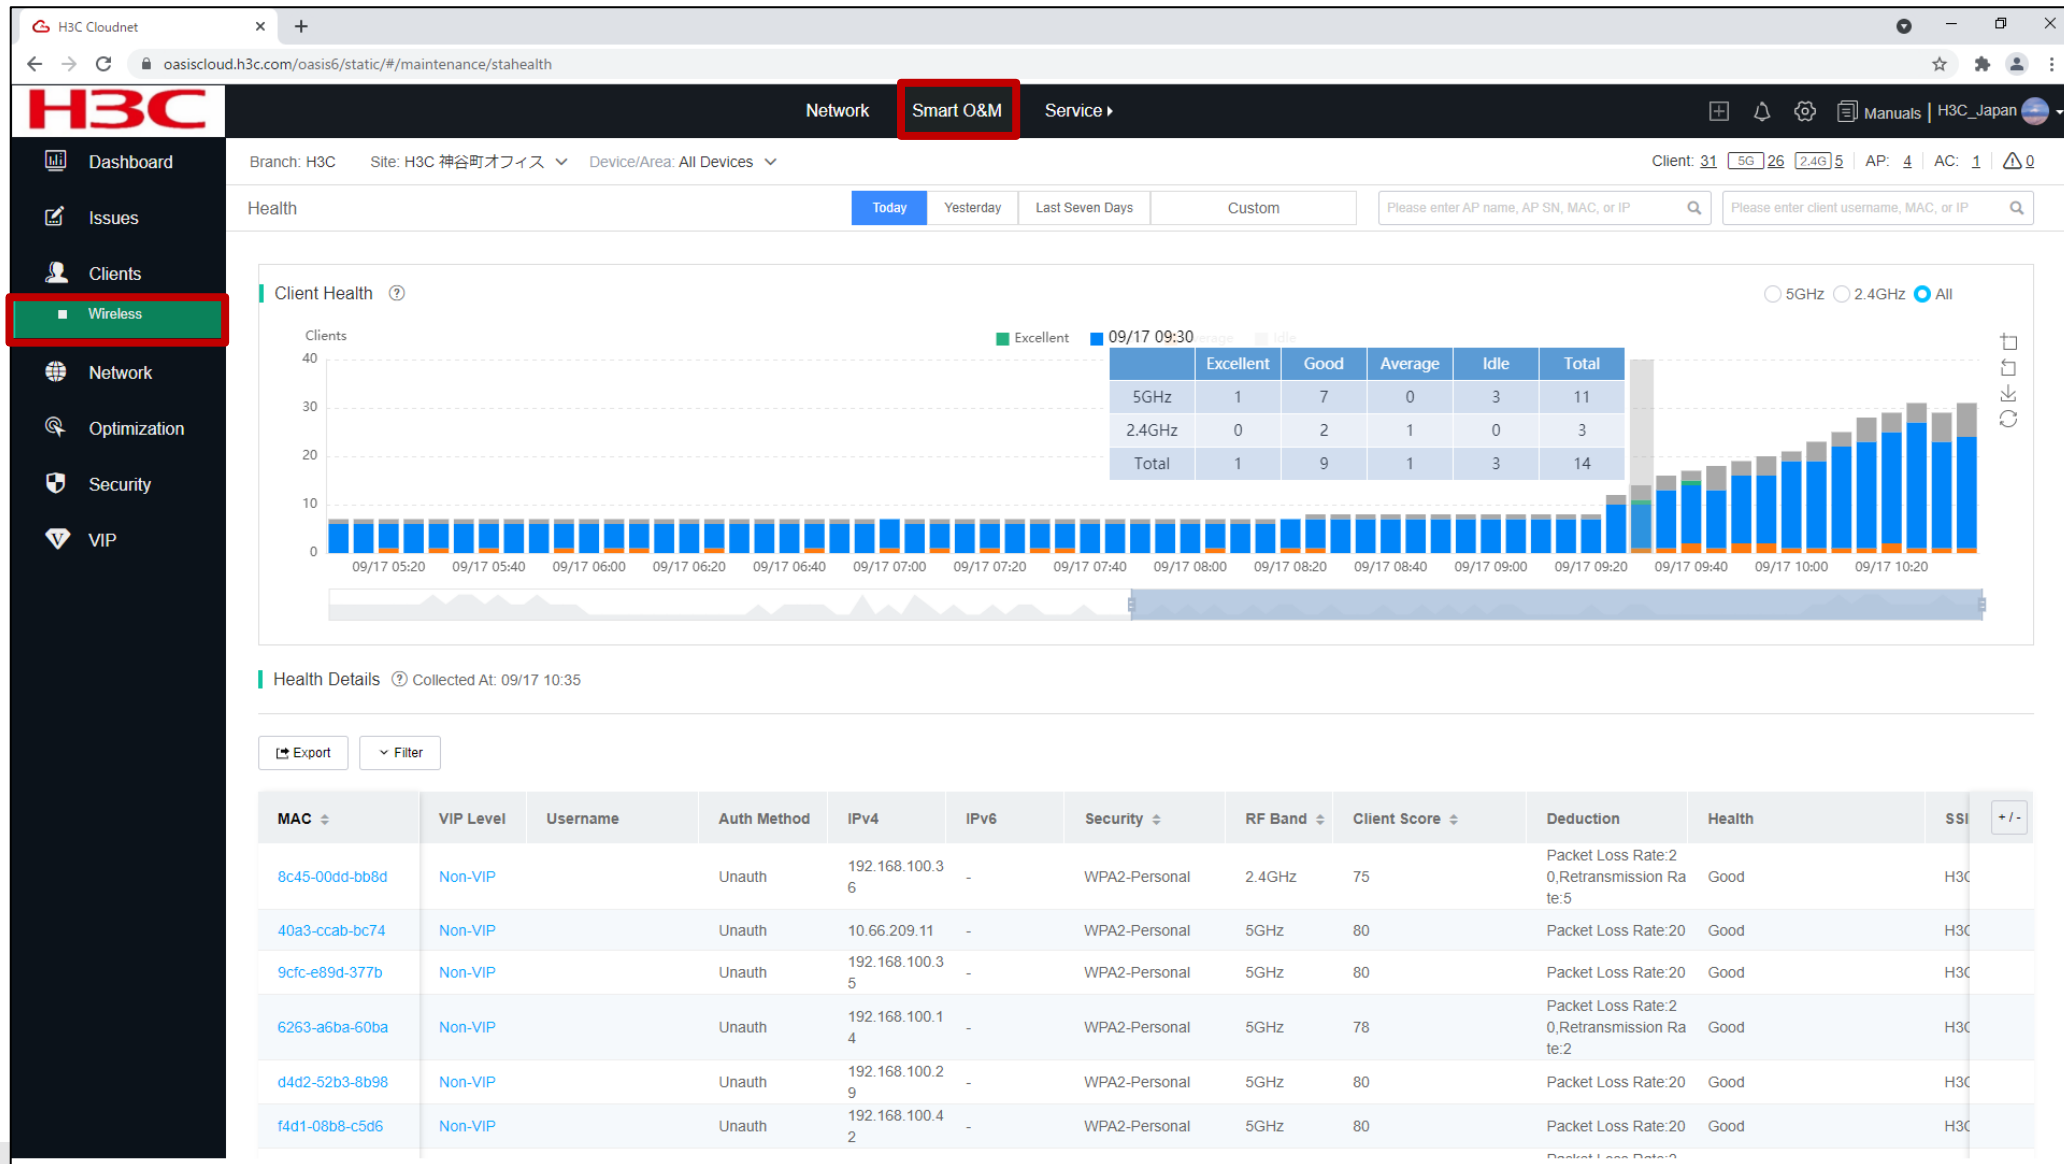 H3C Cloudnet
oasiscloud.h3c.com/oasis6/static/#/maintenance/stahealth
H3C
Network Smart O&M Service
Manuals | H3C_Japan
Dashboard
Issues
Clients
Wireless
Network
Optimization
Security
VIP
Branch: H3C Site: H3C 神谷町オフィス Device/Area: All Devices
Client: 31 5G 26 2.4G 5 AP: 4 AC: 1 0
Health
Today Yesterday Last Seven Days Custom
Please enter AP name, AP SN, MAC, or IP
Please enter client username, MAC, or IP
Client Health ?
5GHz 2.4GHz All
Clients
Excellent 09/17 09:30 Idle
Excellent Good Average Idle Total
5GHz 1 7 0 3 11
2.4GHz 0 2 1 0 3
Total 1 9 1 3 14
40
30
20
10
0
09/17 05:20 09/17 05:40 09/17 06:00 09/17 06:20 09/17 06:40 09/17 07:00 09/17 07:20 09/17 07:40 09/17 08:00 09/17 08:20 09/17 08:40 09/17 09:00 09/17 09:20 09/17 09:40 09/17 10:00 09/17 10:20
Health Details ? Collected At: 09/17 10:35
Export Filter
MAC VIP Level Username Auth Method IPv4 IPv6 Security RF Band Client Score Deduction Health SSI + / -
8c45-00dd-bb8d Non-VIP Unauth 192.168.100.3
6 - WPA2-Personal 2.4GHz 75 Packet Loss Rate:2
0,Retransmission Ra
te:5 Good H3C
40a3-ccab-bc74 Non-VIP Unauth 10.66.209.11 - WPA2-Personal 5GHz 80 Packet Loss Rate:20 Good H3C
9cfc-e89d-377b Non-VIP Unauth 192.168.100.3
5 - WPA2-Personal 5GHz 80 Packet Loss Rate:20 Good H3C
6263-a6ba-60ba Non-VIP Unauth 192.168.100.1
4 - WPA2-Personal 5GHz 78 Packet Loss Rate:2
0,Retransmission Ra
te:2 Good H3C
d4d2-52b3-8b98 Non-VIP Unauth 192.168.100.2
9 - WPA2-Personal 5GHz 80 Packet Loss Rate:20 Good H3C
f4d1-08b8-c5d6 Non-VIP Unauth 192.168.100.4
2 - WPA2-Personal 5GHz 80 Packet Loss Rate:20 Good H3C